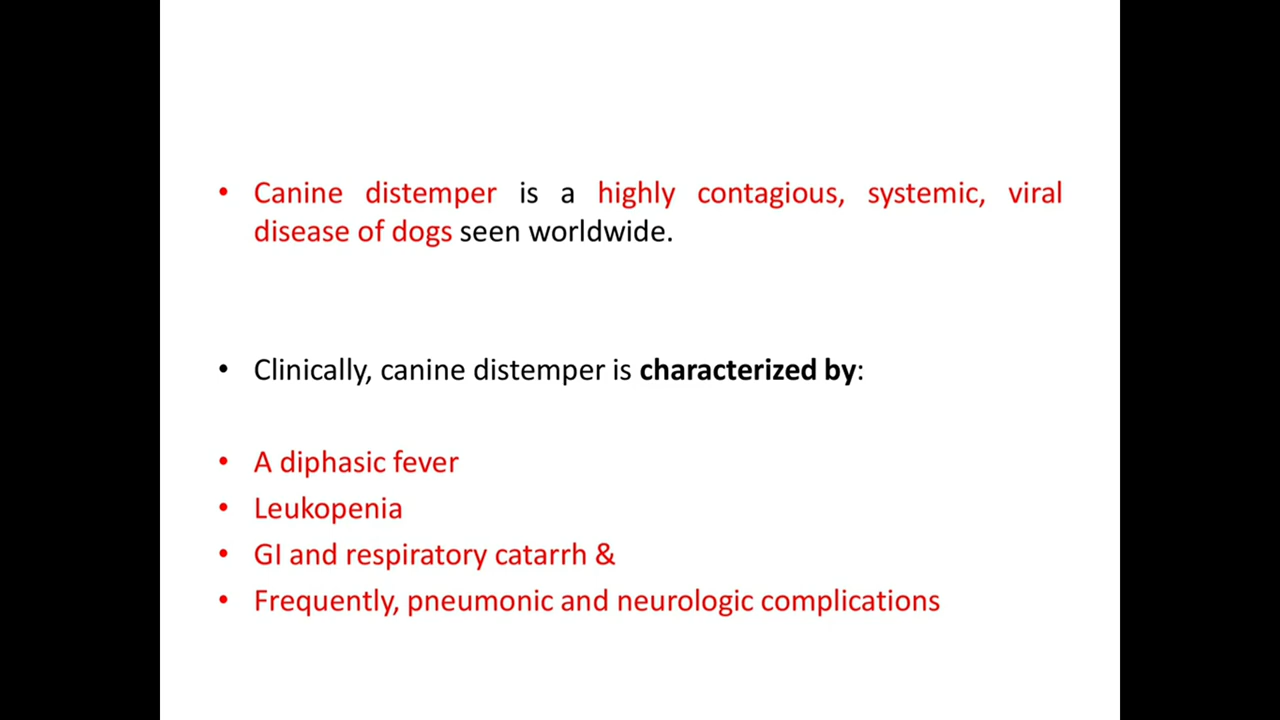 • Canine distemper is a highly contagious, systemic, viral
disease of dogs seen worldwide.
• Clinically, canine distemper is characterized by:
• A diphasic fever
• Leukopenia
• GI and respiratory catarrh &
• Frequently, pneumonic and neurologic complications